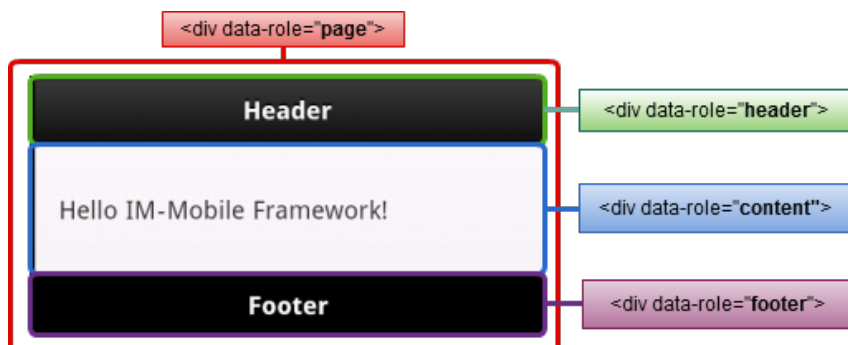 <div data-role="page">
Header
<div data-role="header">
Hello IM-Mobile Framework!
<div data-role="content">
Footer
<div data-role="footer">